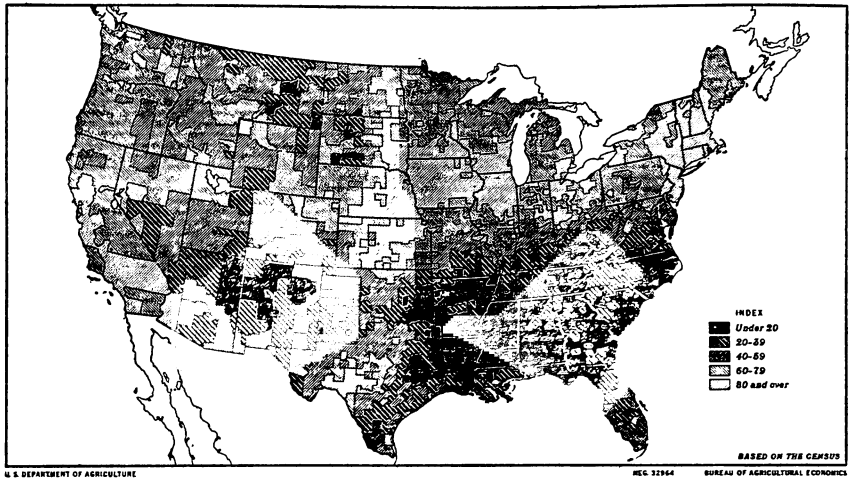 INDEX
Under 20
20-39
40-59
60-79
80 and over
BASED ON THE CENSUS
U. S. DEPARTMENT OF AGRICULTURE
NEG. 32964
BUREAU OF AGRICULTURAL ECONOMICS